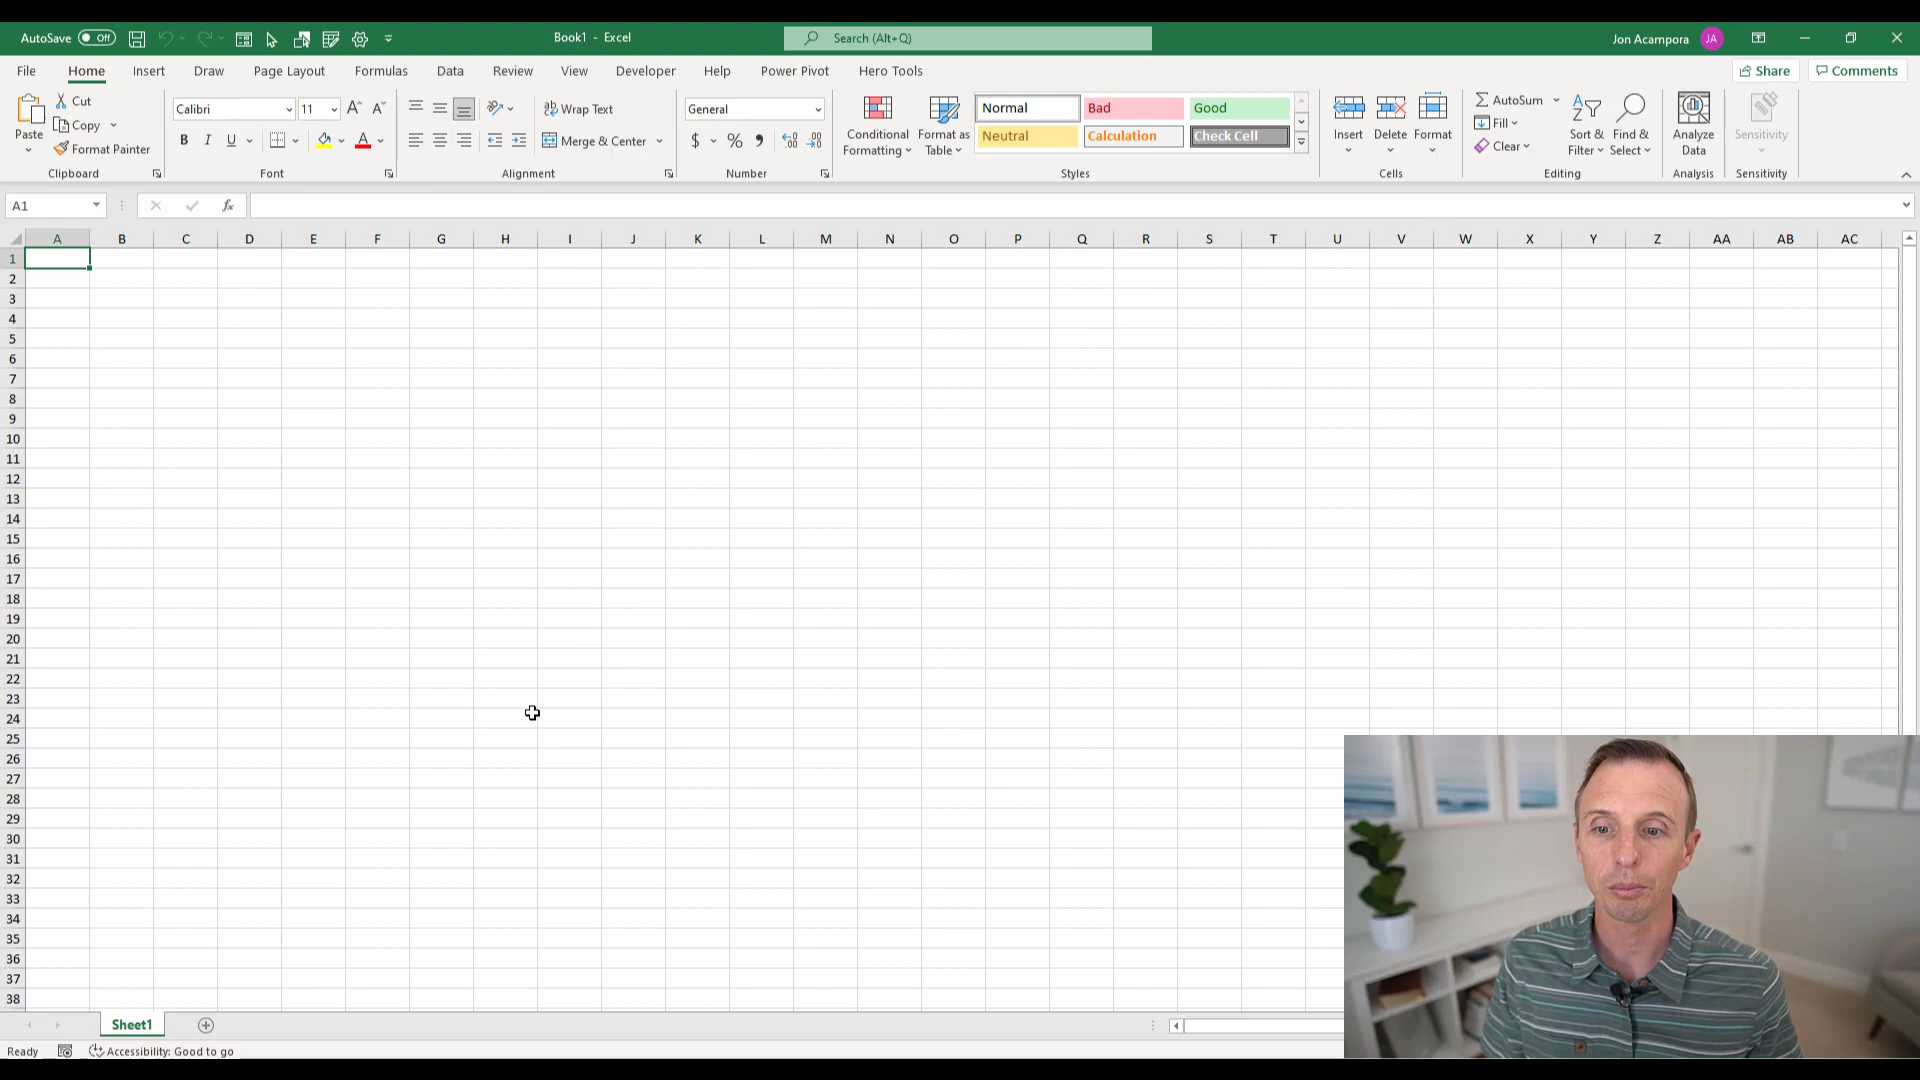 AutoSave Off Book1 - Excel Search (Alt+Q) Jon Acampora JA
File Home Insert Draw Page Layout Formulas Data Review View Developer Help Power Pivot Hero Tools Share Comments
Paste Cut Copy Format Painter Clipboard
Calibri 11 B I U Font
Wrap Text Merge & Center Alignment
General $ % Number
Conditional Formatting Format as Table
Normal Bad Good
Neutral Calculation Check Cell
Styles
Insert Delete Format Cells
AutoSum Fill Clear Sort & Filter Find & Select Editing
Analyze Data Analysis
Sensitivity Sensitivity
A1 fx
A B C D E F G H I J K L M N O P Q R S T U V W X Y Z AA AB AC
1
2
3
4
5
6
7
8
9
10
11
12
13
14
15
16
17
18
19
20
21
22
23
24
25
26
27
28
29
30
31
32
33
34
35
36
37
38
Sheet1
Ready Accessibility: Good to go